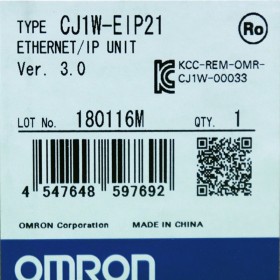 TYPE CJ1W-EIP21
Ro
ETHERNET/IP UNIT
Ver. 3.0
KCC-REM-OMR-
CJ1W-00033
LOT No. 180116M QTY. 1
4 547648 597692
OMRON Corporation MADE IN CHINA
OMRON